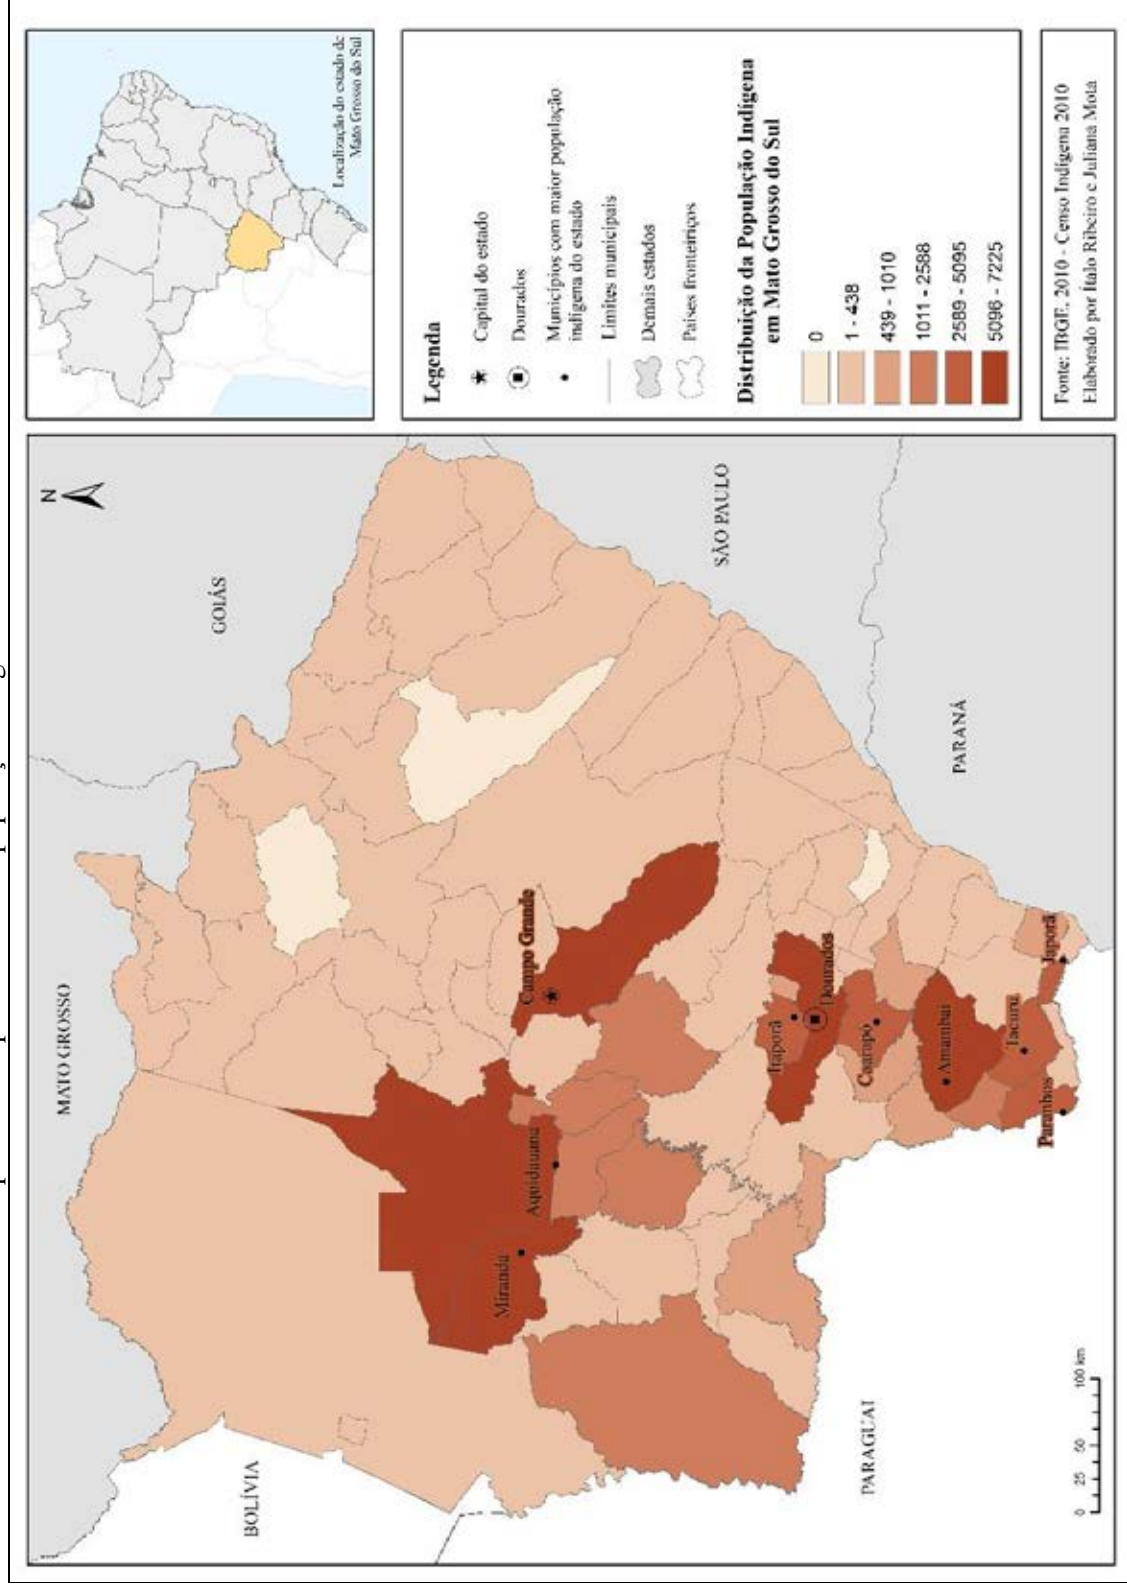 MATO GROSSO
GOIÁS
N
BOLÍVIA
SÃO PAULO
PARANÁ
PARAGUAI
Campo Grande
Miranda
Aquidauana
Itaporã
Dourados
Caarapó
Amambai
Tacuru
Paranhos
Japorã
0 25 50 100 km
Localização do estado de
Mato Grosso do Sul
Legenda
Capital do estado
Dourados
Municípios com maior população
indígena do estado
Limites municipais
Demais estados
Países fronteiriços
Distribuição da População Indígena
em Mato Grosso do Sul
0
1 - 438
439 - 1010
1011 - 2588
2589 - 5095
5096 - 7225
Fonte: IBGE, 2010 - Censo Indígena 2010
Elaborado por Ítalo Ribeiro e Juliana Mota